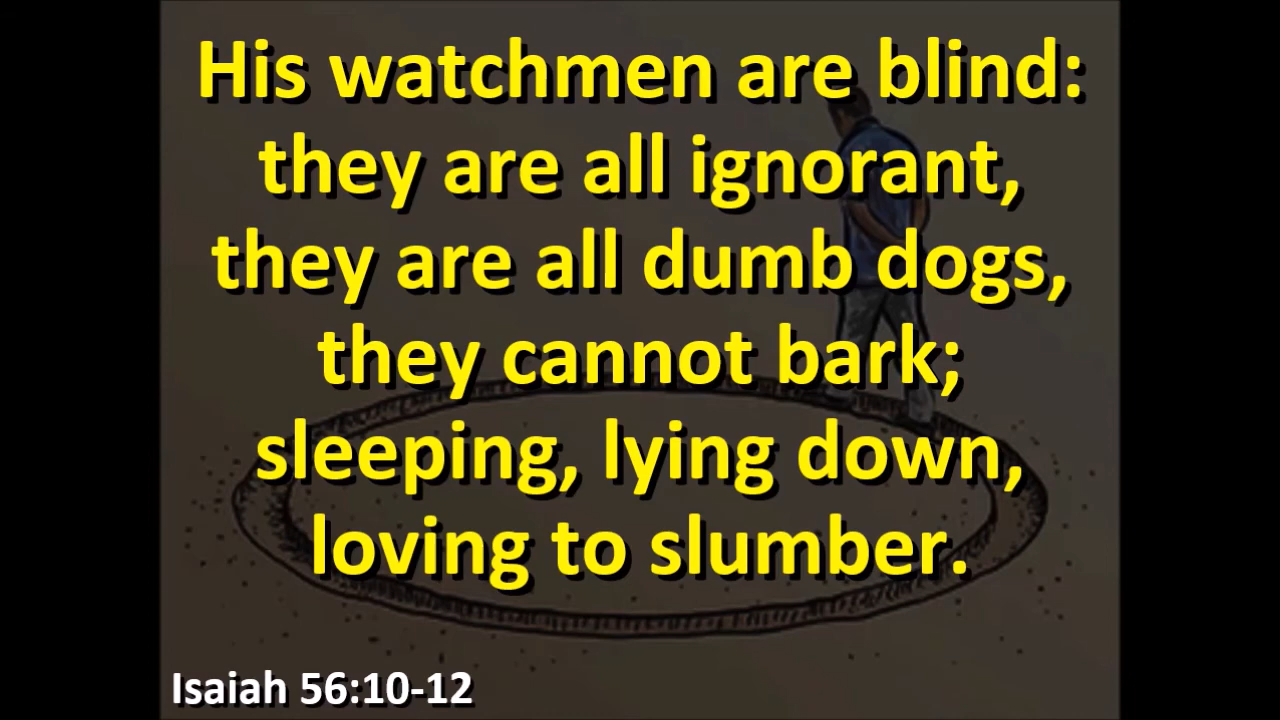 His watchmen are blind:
they are all ignorant,
they are all dumb dogs,
they cannot bark;
sleeping, lying down,
loving to slumber.
Isaiah 56:10-12